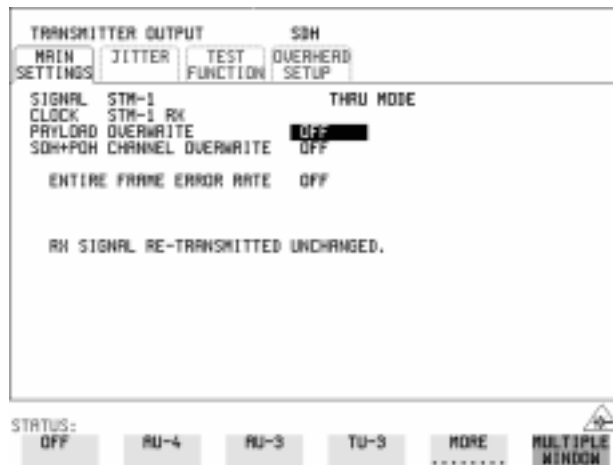 TRANSMITTER OUTPUT SDH
MAIN SETTINGS JITTER TEST FUNCTION OVERHEAD SETUP
SIGNAL STM-1 THRU MODE
CLOCK STM-1 RX
PAYLOAD OVERWRITE OFF
SOH+POH CHANNEL OVERWRITE OFF
ENTIRE FRAME ERROR RATE OFF
RX SIGNAL RE-TRANSMITTED UNCHANGED.
STATUS:
OFF AU-4 AU-3 TU-3 MORE ........ MULTIPLE WINDOW